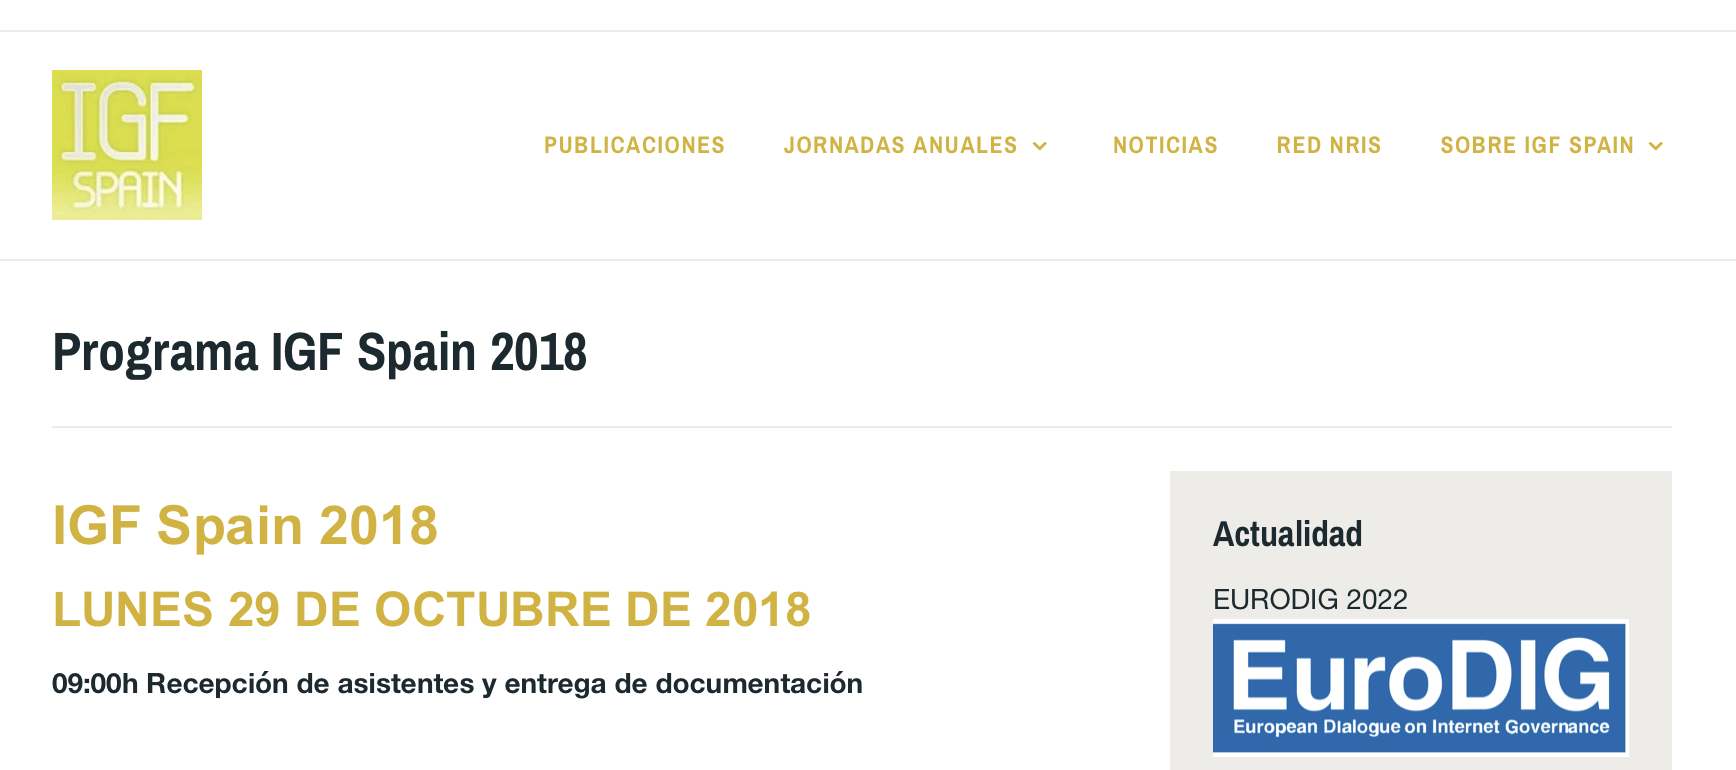 IGF
SPAIN
PUBLICACIONES
JORNADAS ANUALES
NOTICIAS
RED NRIS
SOBRE IGF SPAIN
Programa IGF Spain 2018
IGF Spain 2018
LUNES 29 DE OCTUBRE DE 2018
09:00h Recepción de asistentes y entrega de documentación
Actualidad
EURODIG 2022
EuroDIG
European Dialogue on Internet Governance